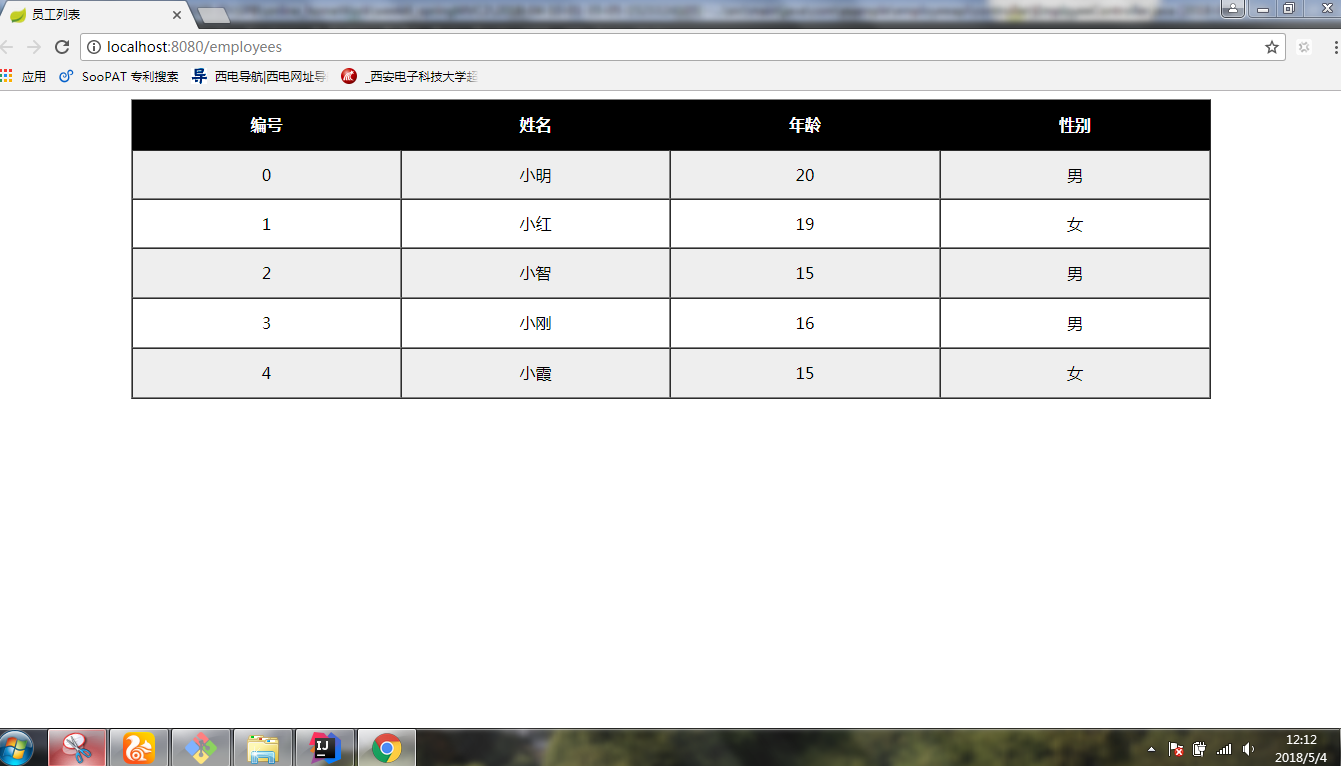 员工列表
localhost:8080/employees
应用 SooPAT 专利搜索 西电导航|西电网址导 _西安电子科技大学超
编号 姓名 年龄 性别
0 小明 20 男
1 小红 19 女
2 小智 15 男
3 小刚 16 男
4 小霞 15 女
12:12
2018/5/4